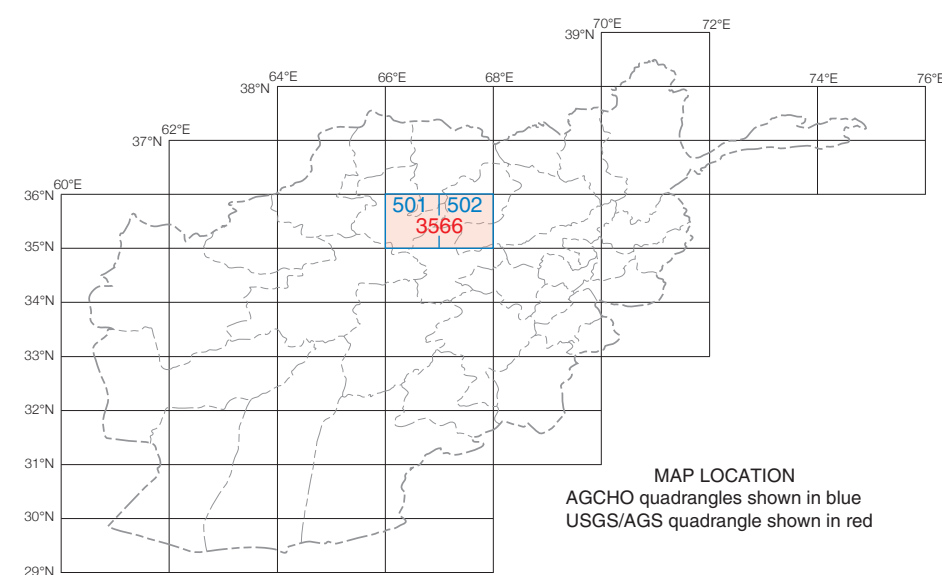 70°E 72°E
39°N
64°E 66°E 68°E 74°E 76°E
38°N
62°E
37°N
60°E
36°N
501 502
3566
35°N
34°N
33°N
32°N
31°N
MAP LOCATION
AGCHO quadrangles shown in blue
30°N
USGS/AGS quadrangle shown in red
29°N